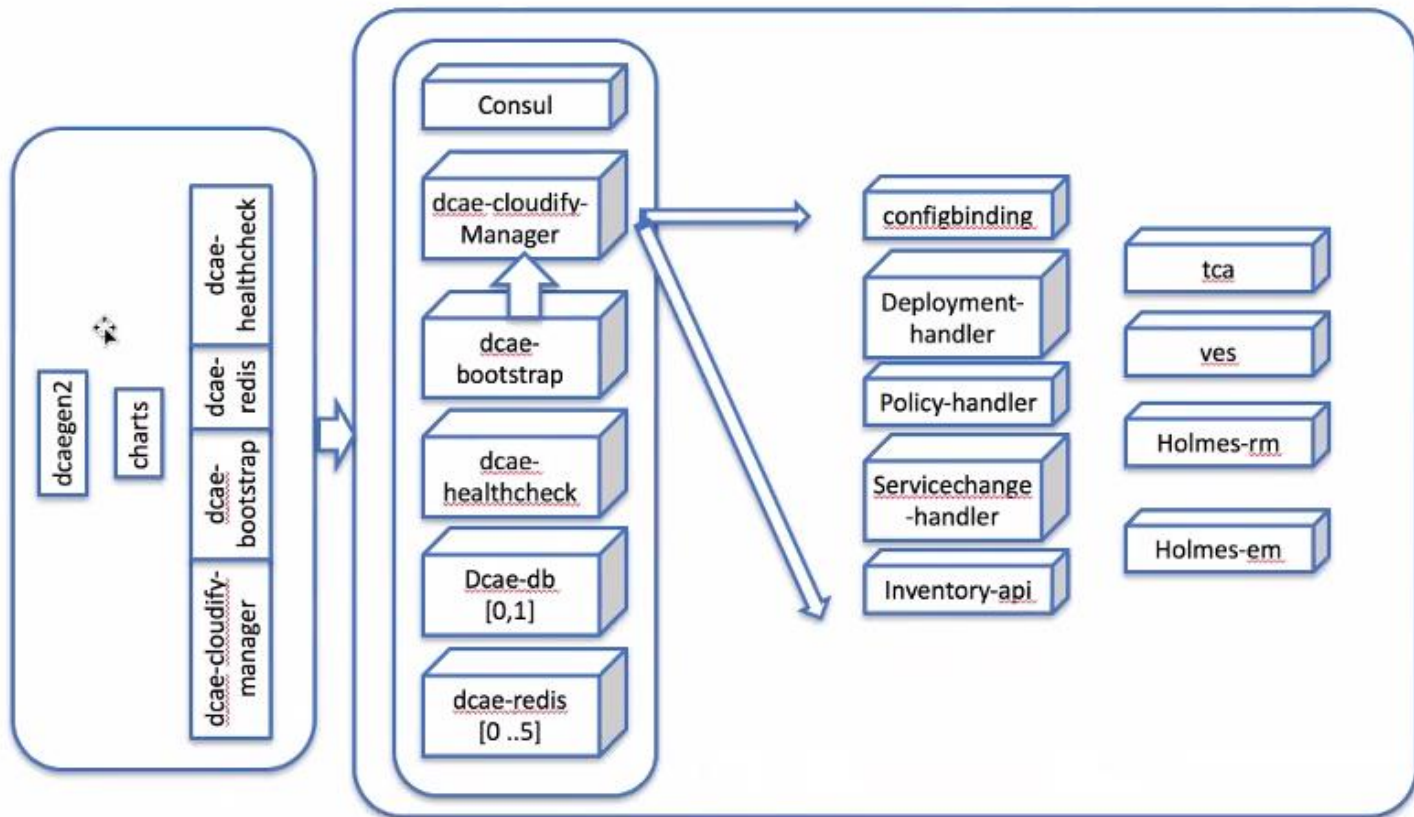 dcaegen2
charts
dcae-
healthcheck
dcae-
redis
dcae-
bootstrap
dcae-cloudify-
manager
Consul
dcae-cloudify-
Manager
dcae-
bootstrap
dcae-
healthcheck
Dcae-db
[0,1]
dcae-redis
[0 ..5]
configbinding
Deployment-
handler
Policy-handler
Servicechange
-handler
Inventory-api
tca
ves
Holmes-rm
Holmes-em